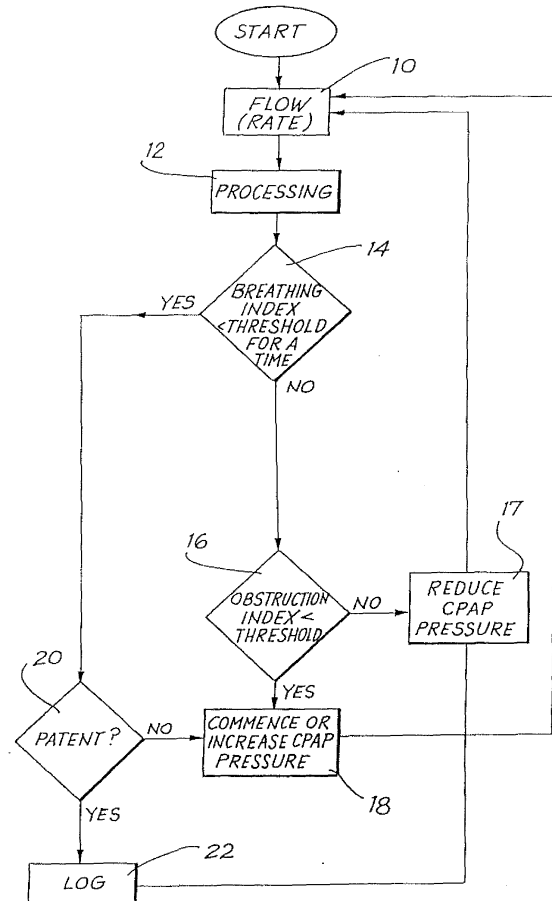 START
10
FLOW
(RATE)
12
PROCESSING
14
YES
BREATHING
INDEX
<THRESHOLD
FOR A
TIME
NO
17
16
OBSTRUCTION
INDEX <
THRESHOLD
NO
REDUCE
CPAP
PRESSURE
YES
20
PATENT?
NO
COMMENCE OR
INCREASE CPAP
PRESSURE
18
YES
22
LOG